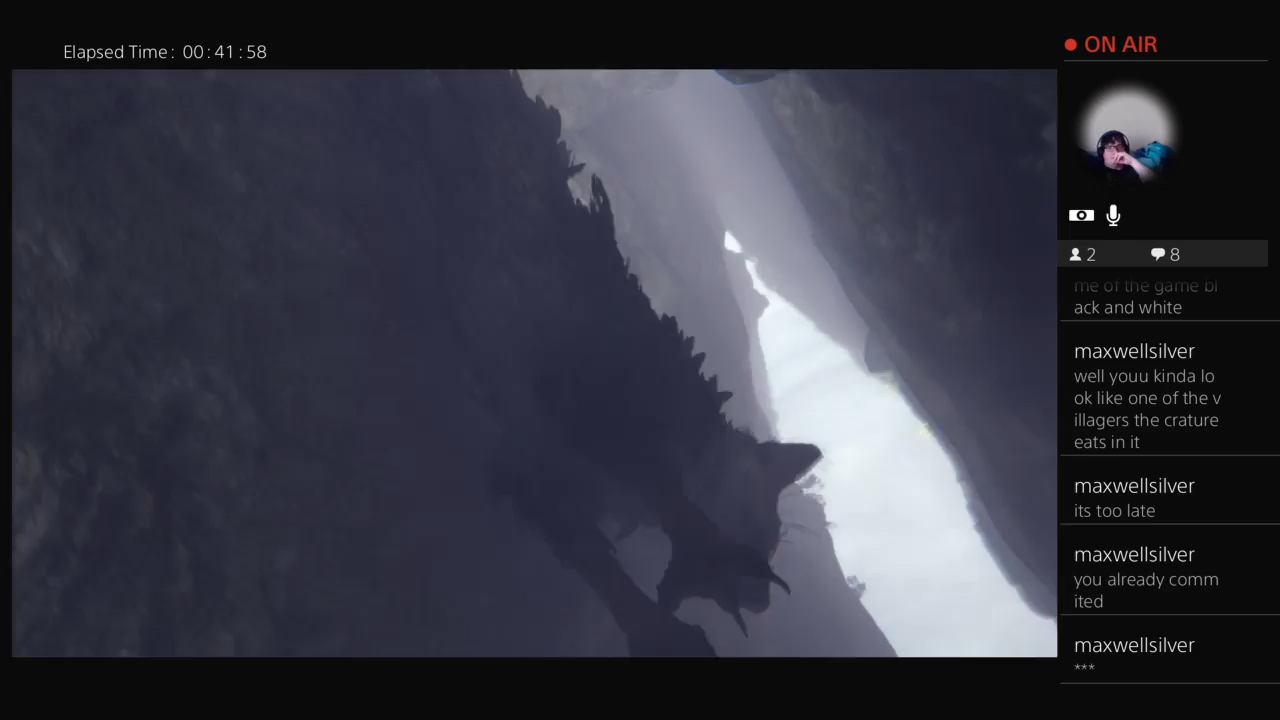 Elapsed Time: 00:41:58
ON AIR
2
8
me of the game bl
ack and white
maxwellsilver
well youu kinda lo
ok like one of the v
illagers the crature
eats in it
maxwellsilver
its too late
maxwellsilver
you already comm
ited
maxwellsilver
***